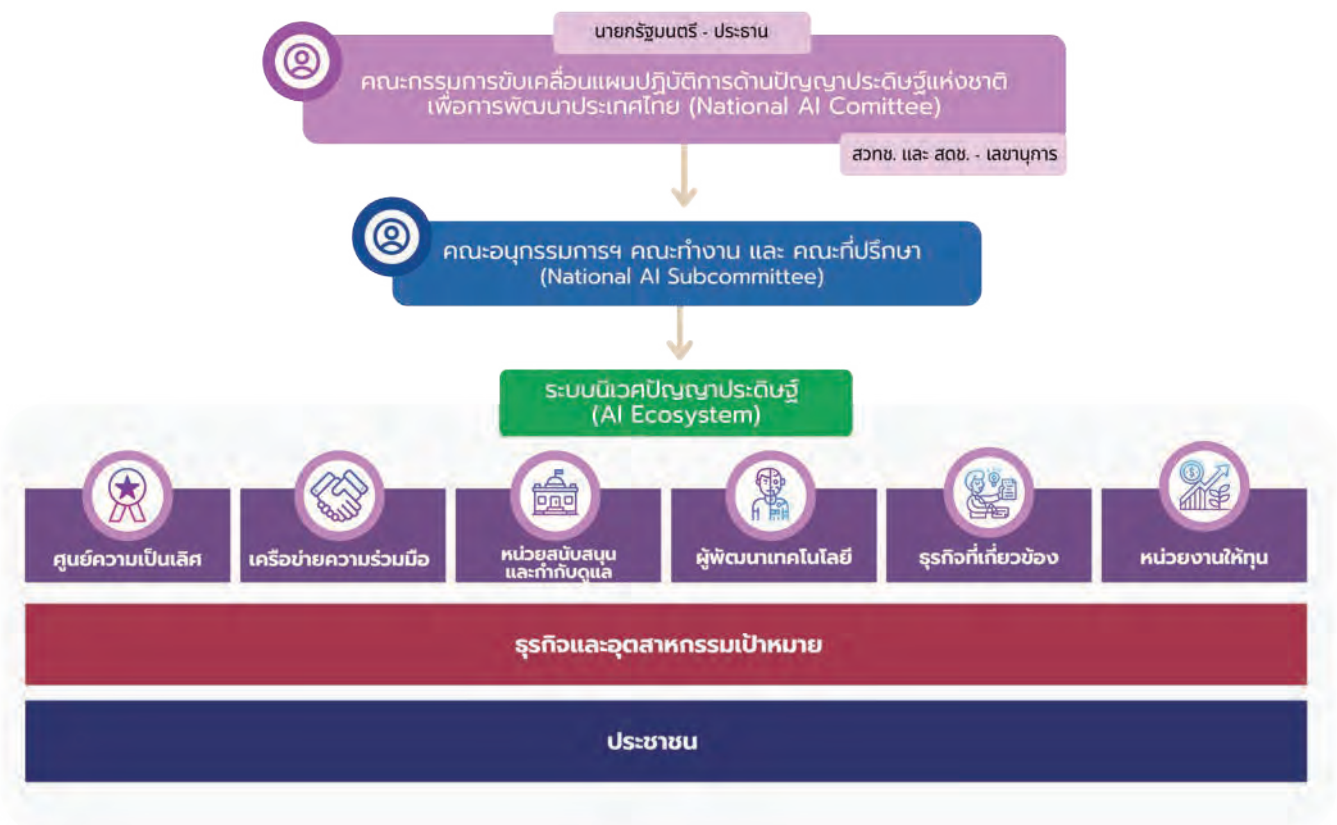 นายกรัฐมนตรี - ประธาน
คณะกรรมการขับเคลื่อนแผนปฏิบัติการด้านปัญญาประดิษฐ์แห่งชาติ
เพื่อการพัฒนาประเทศไทย (National AI Comittee)
สวทช. และ สดช. - เลขานุการ
คณะอนุกรรมการฯ คณะทำงาน และ คณะที่ปรึกษา
(National AI Subcommittee)
ระบบนิเวศปัญญาประดิษฐ์
(AI Ecosystem)
ศูนย์ความเป็นเลิศ
เครือข่ายความร่วมมือ
หน่วยสนับสนุน
และกำกับดูแล
ผู้พัฒนาเทคโนโลยี
ธุรกิจที่เกี่ยวข้อง
หน่วยงานให้ทุน
ธุรกิจและอุตสาหกรรมเป้าหมาย
ประชาชน